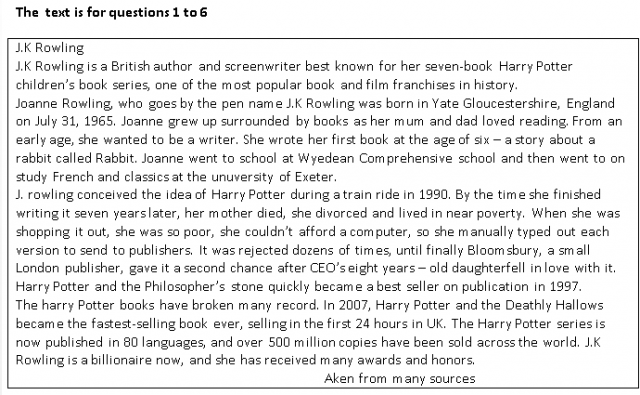 The text is for questions 1 to 6
J.K Rowling
J.K Rowling is a British author and screenwriter best known for her seven-book Harry Potter
children's book series, one of the most popular book and film franchises in history.
Joanne Rowling, who goes by the pen name J.K Rowling was born in Yate Gloucestershire, England
on July 31, 1965. Joanne grew up surrounded by books as her mum and dad loved reading. From an
early age, she wanted to be a writer. She wrote her first book at the age of six – a story about a
rabbit called Rabbit. Joanne went to school at Wyedean Comprehensive school and then went to on
study French and classics at the unuversity of Exeter.
J. rowling conceived the idea of Harry Potter during a train ride in 1990. By the time she finished
writing it seven years later, her mother died, she divorced and lived in near poverty. When she was
shopping it out, she was so poor, she couldn't afford a computer, so she manually typed out each
version to send to publishers. It was rejected dozens of times, until finally Bloomsbury, a small
London publisher, gave it a second chance after CEO's eight years – old daughterfell in love with it.
Harry Potter and the Philosopher's stone quickly became a best seller on publication in 1997.
The harry Potter books have broken many record. In 2007, Harry Potter and the Deathly Hallows
became the fastest-selling book ever, selling in the first 24 hours in UK. The Harry Potter series is
now published in 80 languages, and over 500 million copies have been sold across the world. J.K
Rowling is a billionaire now, and she has received many awards and honors.
Aken from many sources